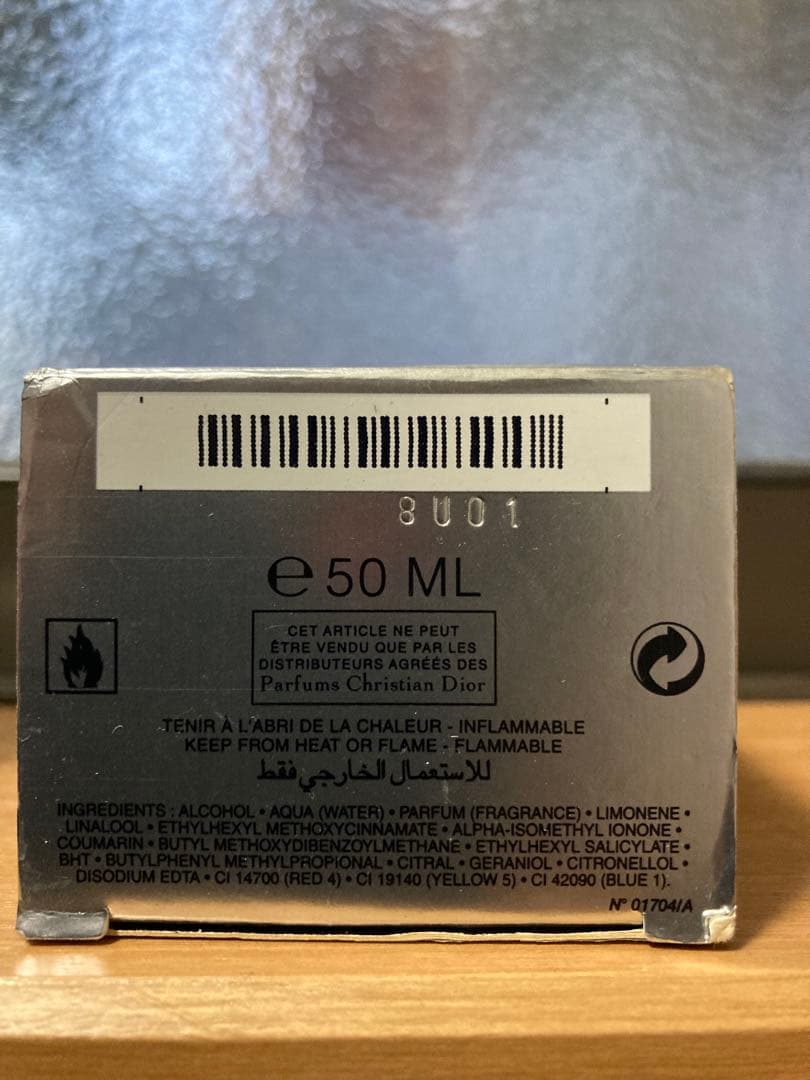 8U01
℮ 50 ML
CET ARTICLE NE PEUT
ÊTRE VENDU QUE PAR LES
DISTRIBUTEURS AGRÉÉS DES
Parfums Christian Dior
TENIR À L'ABRI DE LA CHALEUR - INFLAMMABLE
KEEP FROM HEAT OR FLAME - FLAMMABLE
للاستعمال الخارجي فقط
INGREDIENTS : ALCOHOL • AQUA (WATER) • PARFUM (FRAGRANCE) • LIMONENE •
LINALOOL • ETHYLHEXYL METHOXYCINNAMATE • ALPHA-ISOMETHYL IONONE •
COUMARIN • BUTYL METHOXYDIBENZOYLMETHANE • ETHYLHEXYL SALICYLATE •
BHT • BUTYLPHENYL METHYLPROPIONAL • CITRAL • GERANIOL • CITRONELLOL •
DISODIUM EDTA • CI 14700 (RED 4) • CI 19140 (YELLOW 5) • CI 42090 (BLUE 1).
N° 01704/A